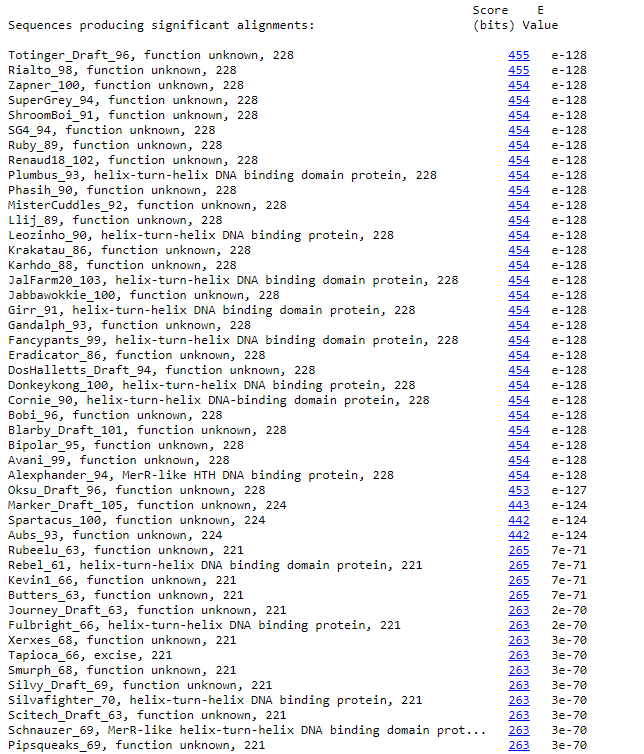 Score E
Sequences producing significant alignments: (bits) Value
Totinger_Draft_96, function unknown, 228 455 e-128
Rialto_98, function unknown, 228 455 e-128
Zapner_100, function unknown, 228 454 e-128
SuperGrey_94, function unknown, 228 454 e-128
ShroomBoi_91, function unknown, 228 454 e-128
SG4_94, function unknown, 228 454 e-128
Ruby_89, function unknown, 228 454 e-128
Renaud18_102, function unknown, 228 454 e-128
Plumbus_93, helix-turn-helix DNA binding domain protein, 228 454 e-128
Phasih_90, function unknown, 228 454 e-128
MisterCuddles_92, function unknown, 228 454 e-128
Llij_89, function unknown, 228 454 e-128
Leozinho_90, helix-turn-helix DNA binding protein, 228 454 e-128
Krakatau_86, function unknown, 228 454 e-128
Karhdo_88, function unknown, 228 454 e-128
JalFarm20_103, helix-turn-helix DNA binding domain protein, 228 454 e-128
Jabbawokkie_100, function unknown, 228 454 e-128
Girr_91, helix-turn-helix DNA binding domain protein, 228 454 e-128
Gandalph_93, function unknown, 228 454 e-128
Fancypants_99, helix-turn-helix DNA binding domain protein, 228 454 e-128
Eradicator_86, function unknown, 228 454 e-128
DosHalletts_Draft_94, function unknown, 228 454 e-128
Donkeykong_100, helix-turn-helix DNA binding protein, 228 454 e-128
Cornie_90, helix-turn-helix DNA-binding domain protein, 228 454 e-128
Bobi_96, function unknown, 228 454 e-128
Blarby_Draft_101, function unknown, 228 454 e-128
Bipolar_95, function unknown, 228 454 e-128
Avani_99, function unknown, 228 454 e-128
Alexphander_94, MerR-like HTH DNA binding protein, 228 454 e-128
Oksu_Draft_96, function unknown, 228 453 e-127
Marker_Draft_105, function unknown, 224 443 e-124
Spartacus_100, function unknown, 224 442 e-124
Aubs_93, function unknown, 224 442 e-124
Rubeelu_63, function unknown, 221 265 7e-71
Rebel_61, helix-turn-helix DNA binding domain protein, 221 265 7e-71
Kevin1_66, function unknown, 221 265 7e-71
Butters_63, function unknown, 221 265 7e-71
Journey_Draft_63, function unknown, 221 263 2e-70
Fulbright_66, helix-turn-helix DNA binding protein, 221 263 2e-70
Xerxes_68, function unknown, 221 263 3e-70
Tapioca_66, excise, 221 263 3e-70
Smurph_68, function unknown, 221 263 3e-70
Silvy_Draft_69, function unknown, 221 263 3e-70
Silvafighter_70, helix-turn-helix DNA binding protein, 221 263 3e-70
Scitech_Draft_63, function unknown, 221 263 3e-70
Schnauzer_69, MerR-like helix-turn-helix DNA binding domain prot... 263 3e-70
Pipsqueaks_69, function unknown, 221 263 3e-70